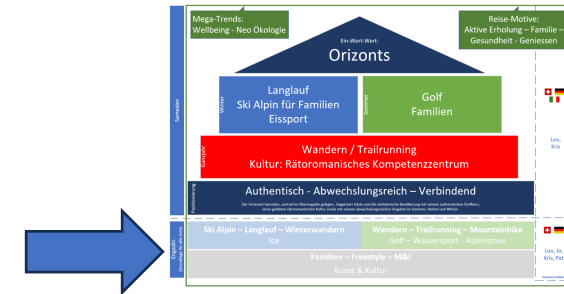 Mega-Trends:
Wellbeing - Neo Ökologie
Reise-Motive:
Aktive Erholung – Familie –
Gesundheit - Geniessen
Ein-Wort-Wert:
Orizonts
Samedan
Winter
Langlauf
Ski Alpin für Familien
Eissport
Sommer
Golf
Familien
Lou,
Kris
Ganzjahr
Wandern / Trailrunning
Kultur: Rätoromanisches Kompetenzzentrum
Positionierung
Authentisch - Abwechslungsreich – Verbindend
Engadin
Ski Alpin – Langlauf – Winterwandern
Ice
Wandern – Trailrunning – Mountainbike
Golf – Wassersport - Alpinismus
Lou, Jo,
Kris, Pat
Familien – Freestyle – M&I
Konst & Kultur